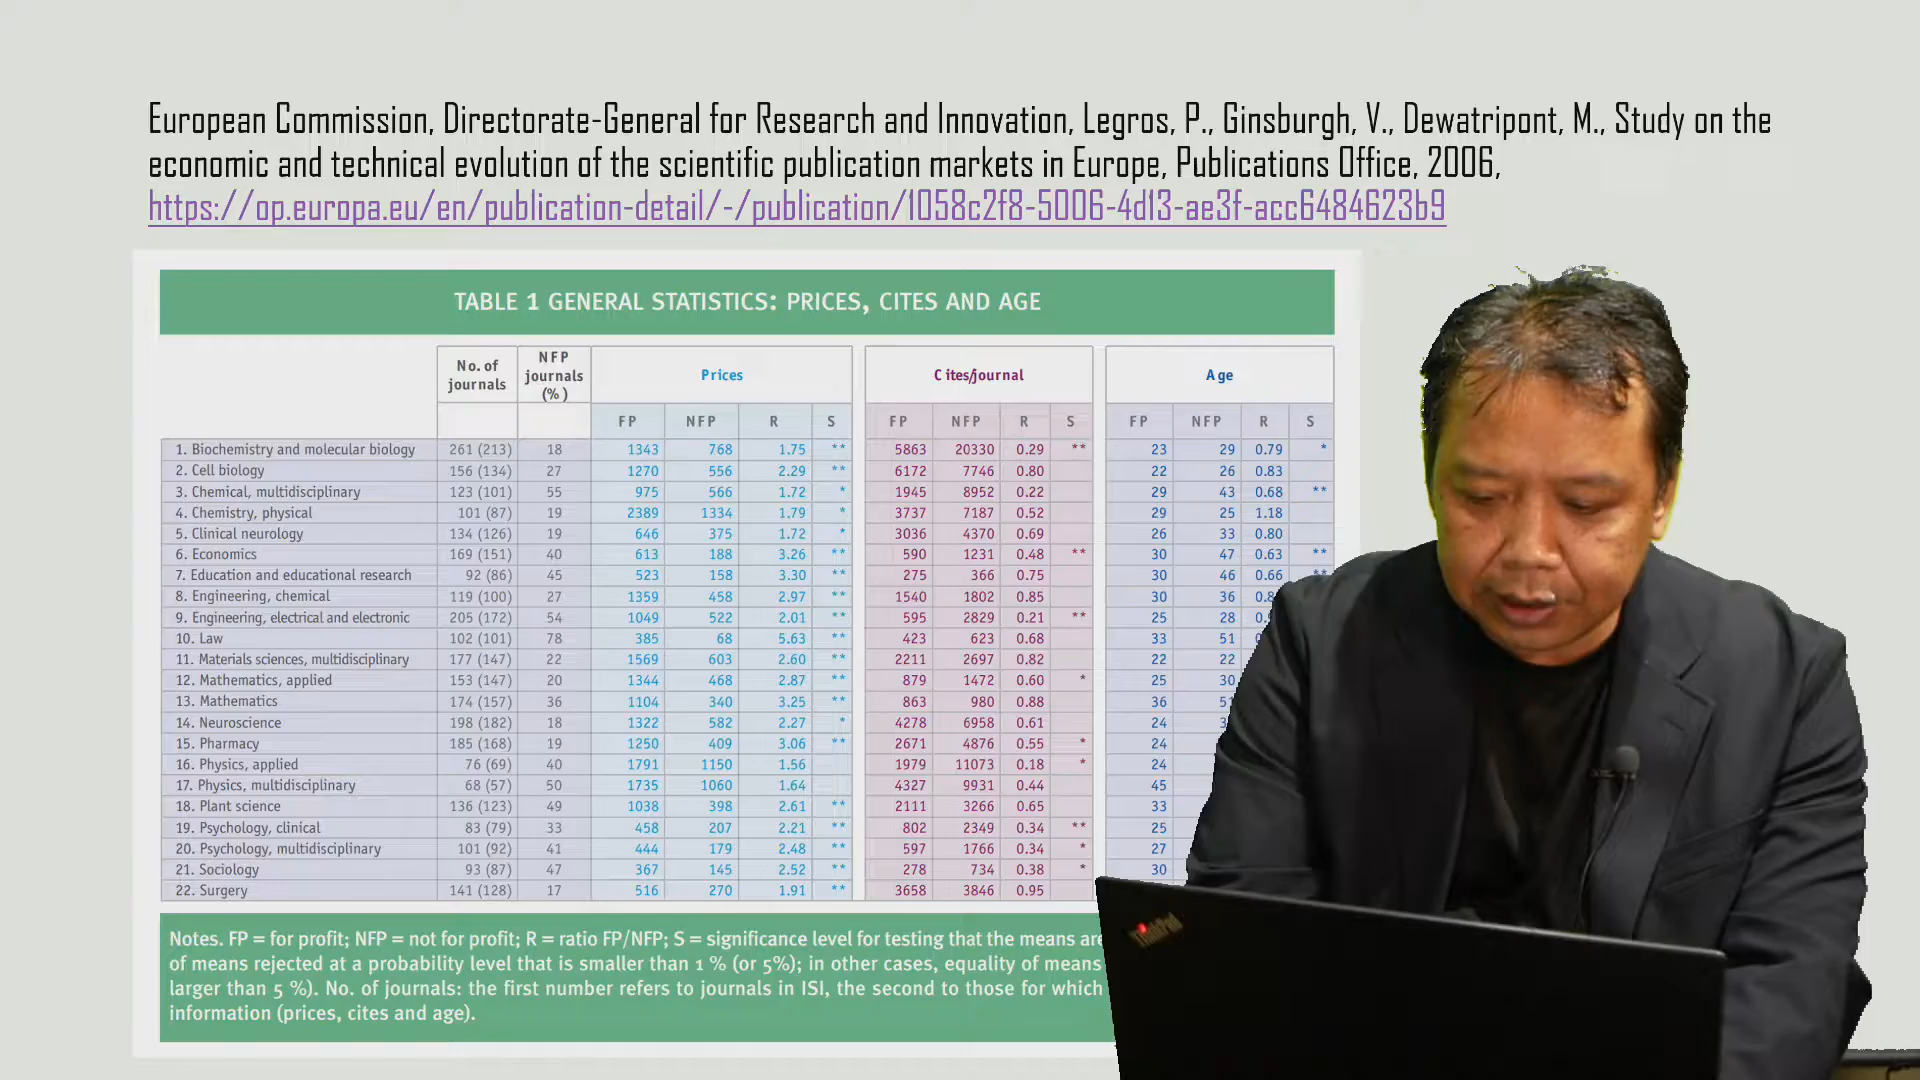 European Commission, Directorate-General for Research and Innovation, Legros, P., Ginsburgh, V., Dewatripont, M., Study on the
economic and technical evolution of the scientific publication markets in Europe, Publications Office, 2006,
https://op.europa.eu/en/publication-detail/-/publication/1058c2f8-5006-4d13-ae3f-acc6484623b9
TABLE 1 GENERAL STATISTICS: PRICES, CITES AND AGE
No. of journals NFP journals (%) Prices Cites/journal Age
FP NFP R S FP NFP R S FP NFP R S
1. Biochemistry and molecular biology 261 (213) 18 1343 768 1.75 ** 5863 20330 0.29 ** 23 29 0.79 *
2. Cell biology 156 (134) 27 1270 556 2.29 ** 6172 7746 0.80 22 26 0.83
3. Chemical, multidisciplinary 123 (101) 55 975 566 1.72 * 1945 8952 0.22 29 43 0.68 **
4. Chemistry, physical 101 (87) 19 2389 1334 1.79 * 3737 7187 0.52 29 25 1.18
5. Clinical neurology 134 (126) 19 646 375 1.72 * 3036 4370 0.69 26 33 0.80
6. Economics 169 (151) 40 613 188 3.26 ** 590 1231 0.48 ** 30 47 0.63 **
7. Education and educational research 92 (86) 45 523 158 3.30 ** 275 366 0.75 30 46 0.66 **
8. Engineering, chemical 119 (100) 27 1359 458 2.97 ** 1540 1802 0.85 30 36
9. Engineering, electrical and electronic 205 (172) 54 1049 522 2.01 ** 595 2829 0.21 ** 25 28
10. Law 102 (101) 78 385 68 5.63 ** 423 623 0.68 33 51
11. Materials sciences, multidisciplinary 177 (147) 22 1569 603 2.60 ** 2211 2697 0.82 22 22
12. Mathematics, applied 153 (147) 20 1344 468 2.87 ** 879 1472 0.60 * 25 30
13. Mathematics 174 (157) 36 1104 340 3.25 ** 863 980 0.88 36
14. Neuroscience 198 (182) 18 1322 582 2.27 * 4278 6958 0.61 24
15. Pharmacy 185 (168) 19 1250 409 3.06 ** 2671 4876 0.55 * 24
16. Physics, applied 76 (69) 40 1791 1150 1.56 1979 11073 0.18 * 24
17. Physics, multidisciplinary 68 (57) 50 1735 1060 1.64 4327 9931 0.44 45
18. Plant science 136 (123) 49 1038 398 2.61 ** 2111 3266 0.65 33
19. Psychology, clinical 83 (79) 33 458 207 2.21 ** 802 2349 0.34 ** 25
20. Psychology, multidisciplinary 101 (92) 41 444 179 2.48 ** 597 1766 0.34 * 27
21. Sociology 93 (87) 47 367 145 2.52 ** 278 734 0.38 * 30
22. Surgery 141 (128) 17 516 270 1.91 ** 3658 3846 0.95
Notes. FP = for profit; NFP = not for profit; R = ratio FP/NFP; S = significance level for testing that the means are
of means rejected at a probability level that is smaller than 1 % (or 5%); in other cases, equality of means
larger than 5 %). No. of journals: the first number refers to journals in ISI, the second to those for which
information (prices, cites and age).
ThinkPad